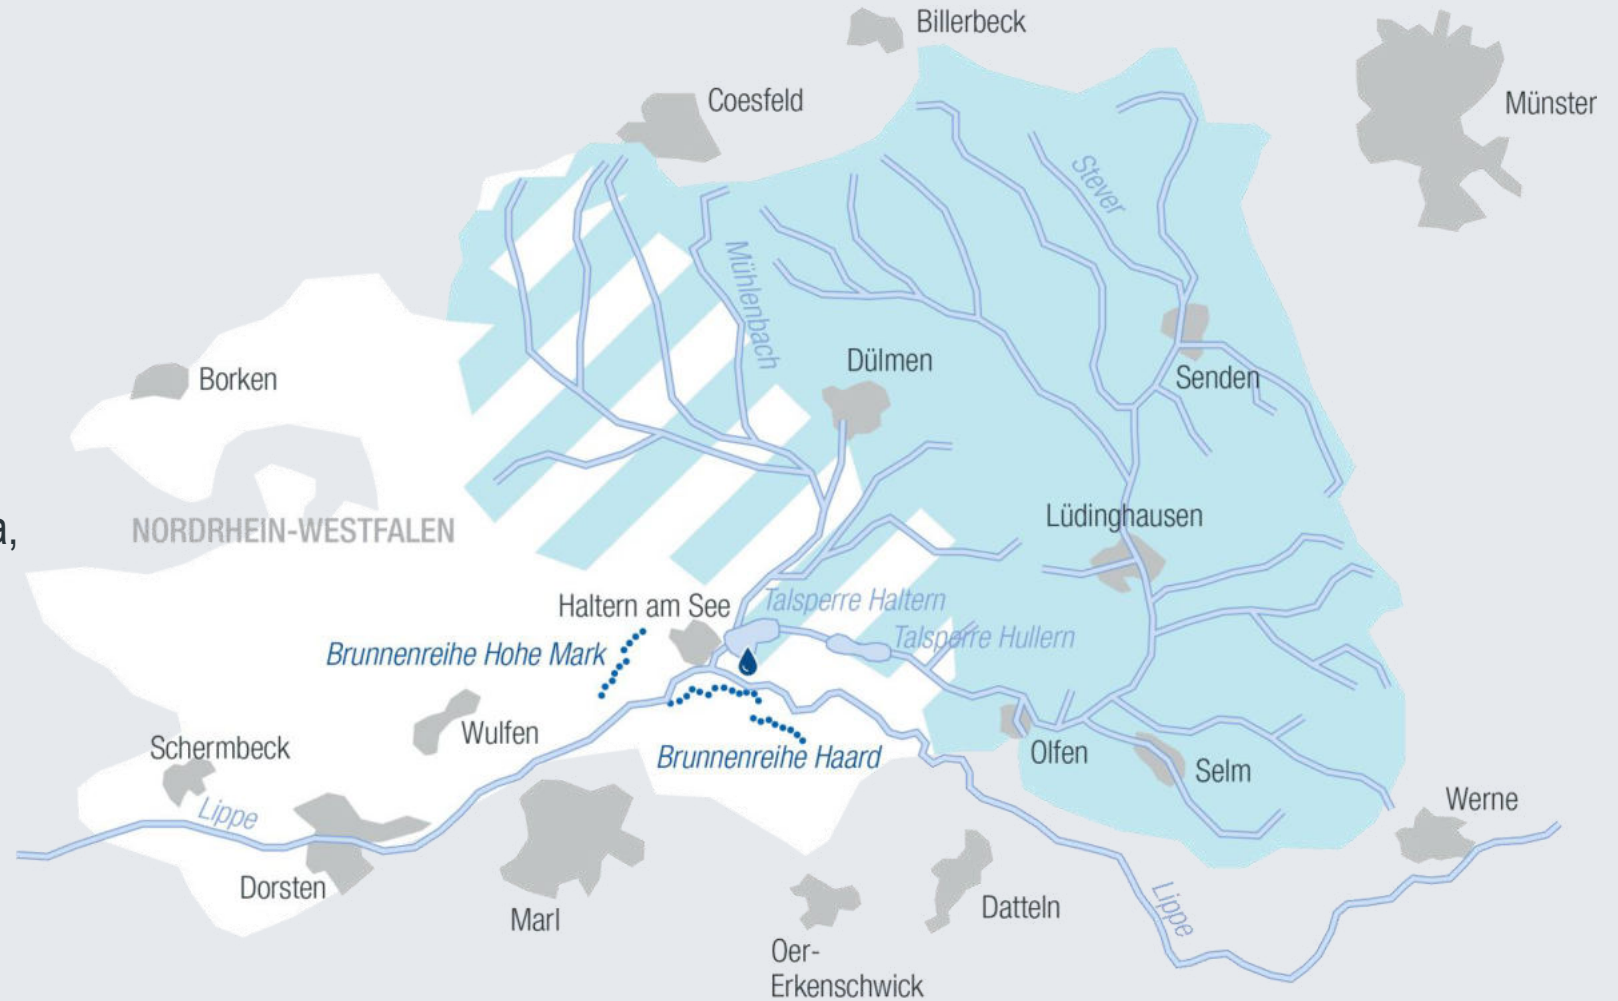 Billerbeck
Coesfeld
Münster
Stever
Mühlenbach
Dülmen
Borken
Senden
Lüdinghausen
a,
NORDRHEIN-WESTFALEN
Haltern am See
Talsperre Haltern
Talsperre Hullern
Brunnenreihe Hohe Mark
Wulfen
Schermbeck
Brunnenreihe Haard
Olfen
Selm
Lippe
Werne
Dorsten
Marl
Datteln
Lippe
Oer-
Erkenschwick